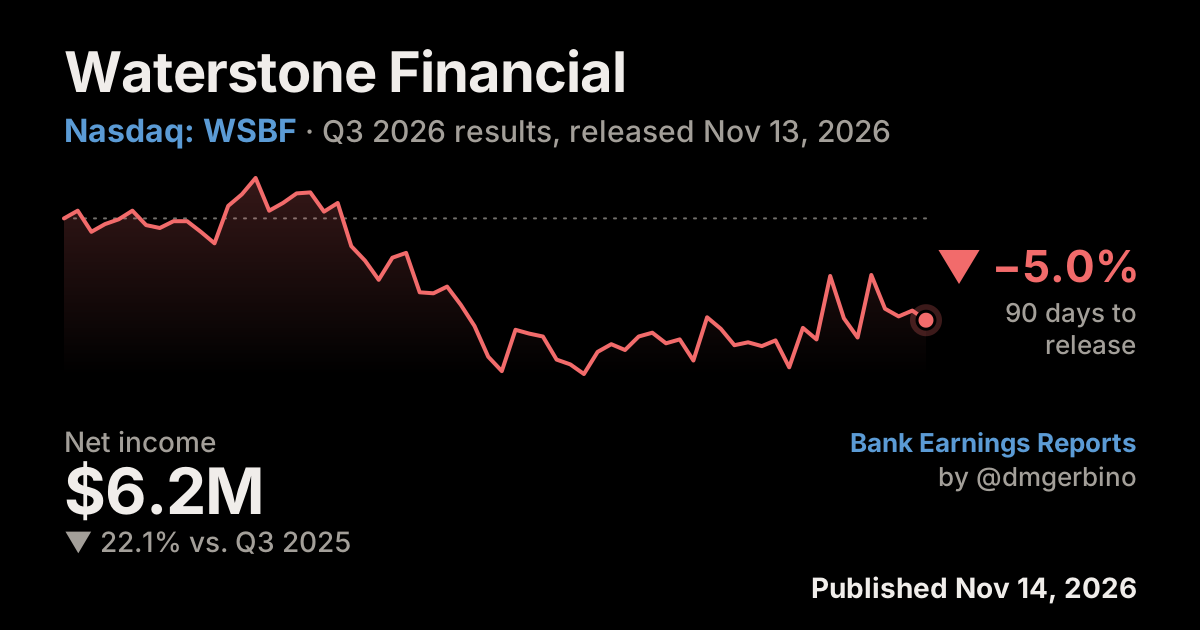 Waterstone Financial
Nasdaq: WSBF · Q3 2026 results, released Nov 13, 2026
▼ −5.0%
90 days to
release
Net income
$6.2M
▼ 22.1% vs. Q3 2025
Bank Earnings Reports
by @dmgerbino
Published Nov 14, 2026